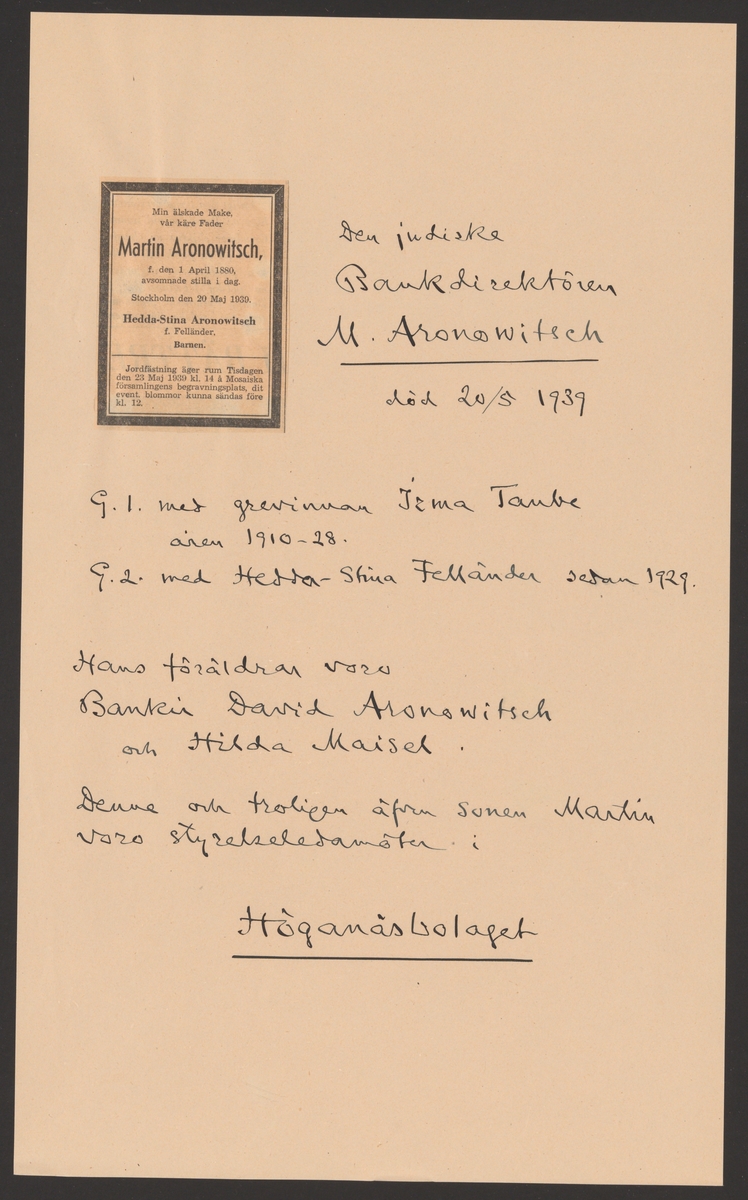 Min älskade Make,
vår käre Fader
Martin Aronowitsch,
f. den 1 April 1880,
avsomnade stilla i dag.
Stockholm den 20 Maj 1939.
Hedda-Stina Aronowitsch
f. Felländer.
Barnen.
Jordfästning äger rum Tisdagen
den 23 Maj 1939 kl. 14 å Mosaiska
församlingens begravningsplats, dit
event. blommor kunna sändas före
kl. 12.
Den judiske
Bankdirektören
M. Aronowitsch
död 20/5 1939
G. 1. med grevinnan Irma Taube
åren 1910-28.
G. 2. med Hedda-Stina Felländer sedan 1929.
Hans föräldrar voro
Bankir David Aronowitsch
och Hilda Maisel.
Denne och troligen äfven sonen Martin
voro styrelseledamöter i
Höganäsbolaget